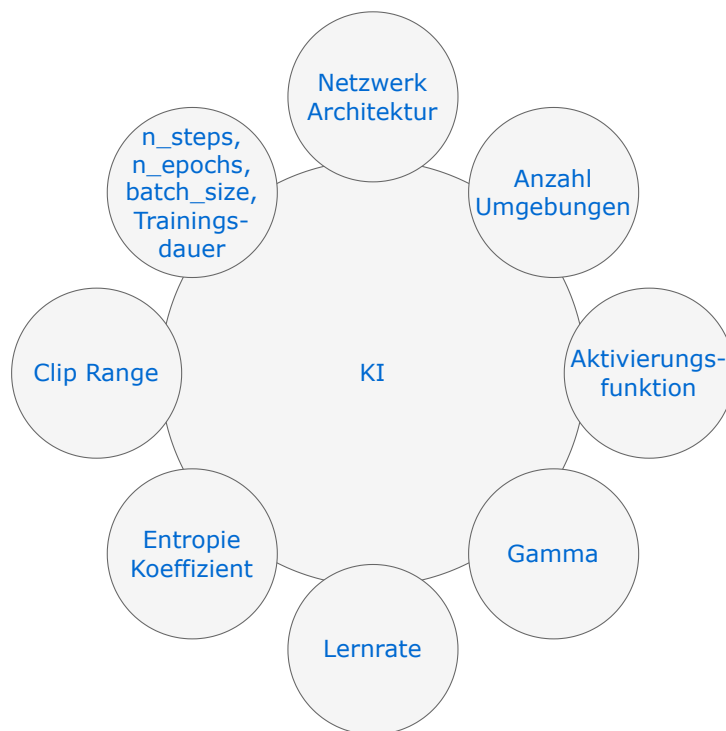 Netzwerk
Architektur
n_steps,
n_epochs,
batch_size,
Trainings-
dauer
Anzahl
Umgebungen
Clip Range
KI
Aktivierungs-
funktion
Entropie
Koeffizient
Gamma
Lernrate